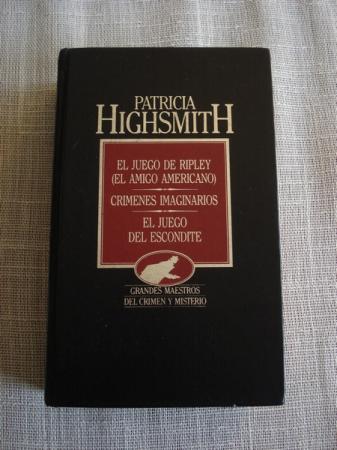 PATRICIA
HIGHSMITH
EL JUEGO DE RIPLEY
(EL AMIGO AMERICANO)
CRIMENES IMAGINARIOS
EL JUEGO
DEL ESCONDITE
GRANDES MAESTROS
DEL CRIMEN Y MISTERIO